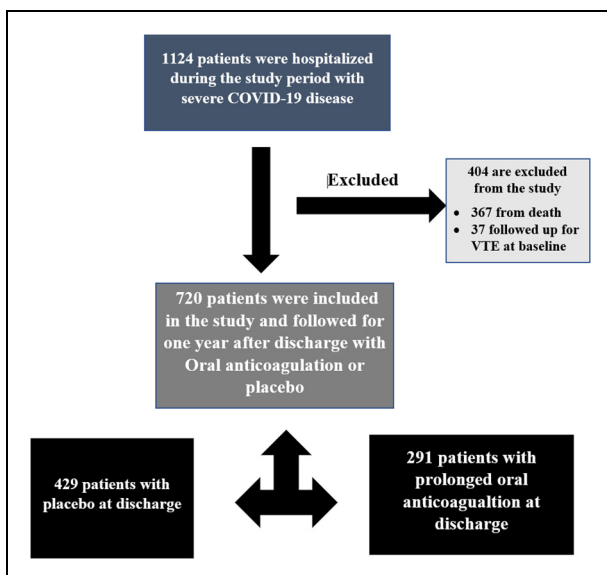 1124 patients were hospitalized
during the study period with
severe COVID-19 disease
Excluded
404 are excluded
from the study
• 367 from death
• 37 followed up for
VTE at baseline
720 patients were included
in the study and followed for
one year after discharge with
Oral anticoagulation or
placebo
429 patients with
placebo at discharge
291 patients with
prolonged oral
anticoagualtion at
discharge